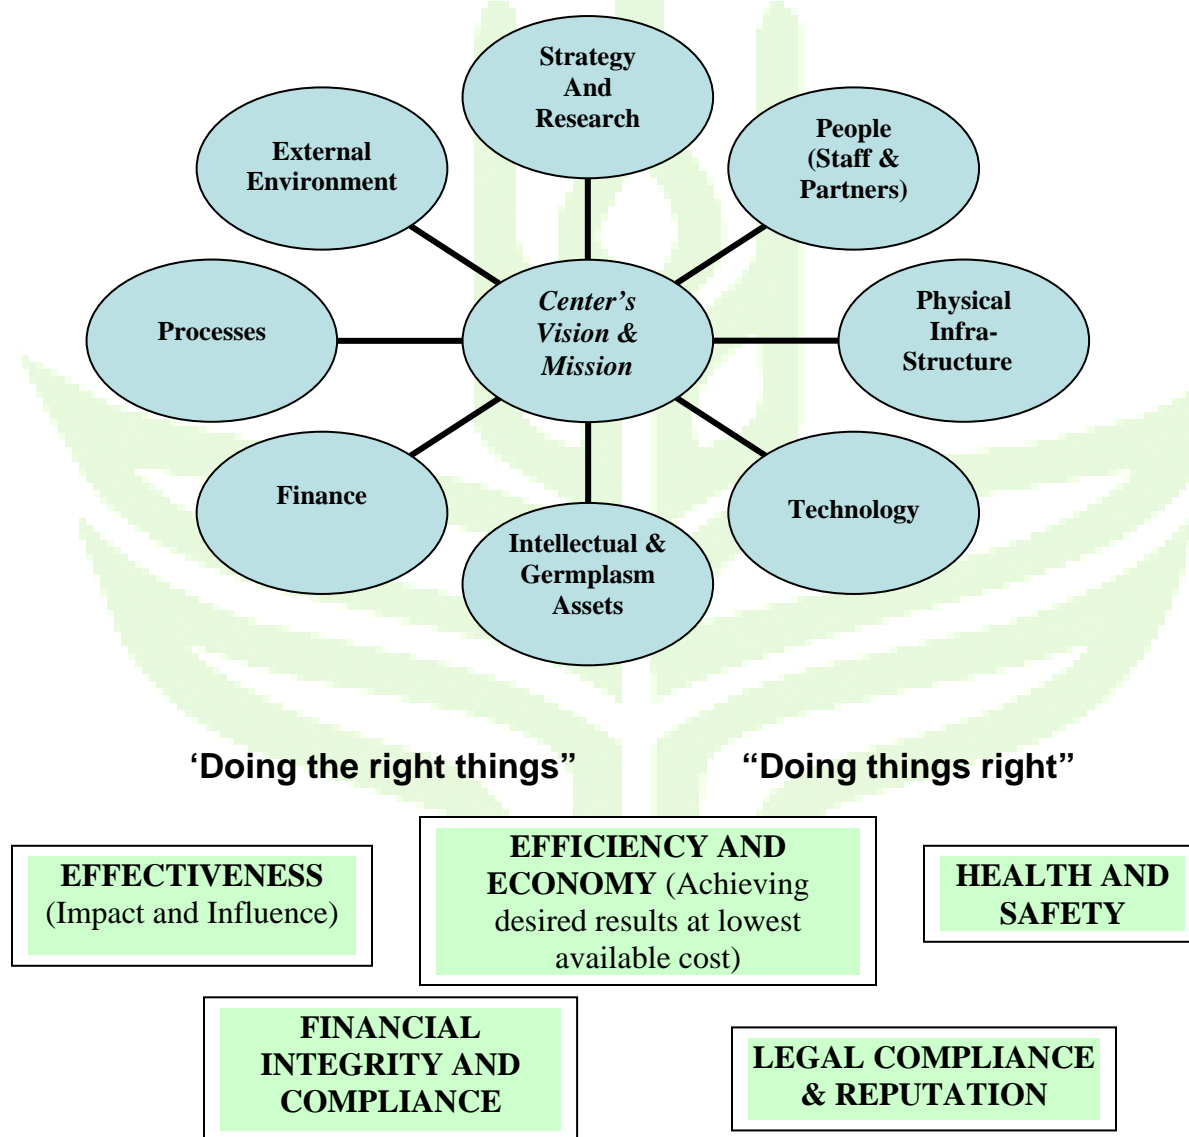 Strategy
And
Research
People
(Staff &
Partners)
External
Environment
Center’s
Vision &
Mission
Physical
Infra-
Structure
Processes
Finance
Technology
Intellectual &
Germplasm
Assets
‘Doing the right things”
“Doing things right”
EFFECTIVENESS
(Impact and Influence)
EFFICIENCY AND
ECONOMY (Achieving
desired results at lowest
available cost)
HEALTH AND
SAFETY
FINANCIAL
INTEGRITY AND
COMPLIANCE
LEGAL COMPLIANCE
& REPUTATION